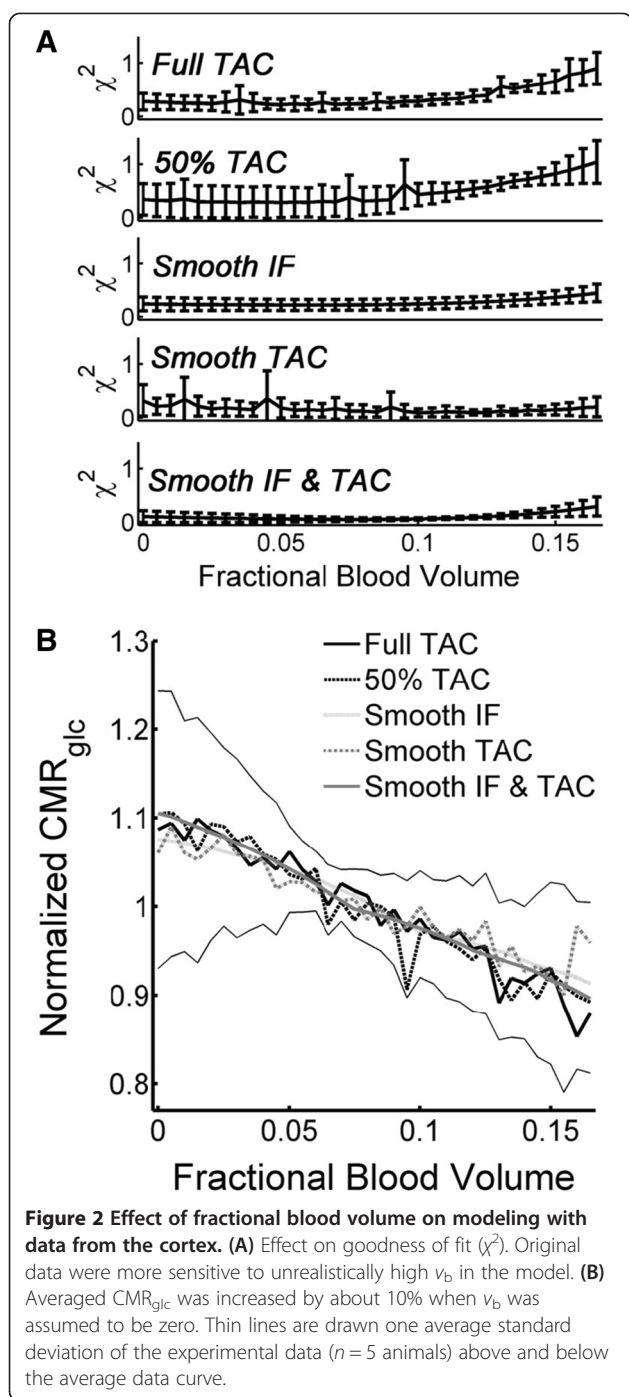 A
χ² 1 0 Full TAC
χ² 1 0 50% TAC
χ² 1 0 Smooth IF
χ² 1 0 Smooth TAC
χ² 1 0 Smooth IF & TAC
0 0.05 0.1 0.15
Fractional Blood Volume
B
Normalized CMRglc
1.3
1.2
1.1
1
0.9
0.8
Full TAC
50% TAC
Smooth IF
Smooth TAC
Smooth IF & TAC
0 0.05 0.1 0.15
Fractional Blood Volume
Figure 2 Effect of fractional blood volume on modeling with
data from the cortex. (A) Effect on goodness of fit (χ²). Original
data were more sensitive to unrealistically high vb in the model. (B)
Averaged CMRglc was increased by about 10% when vb was
assumed to be zero. Thin lines are drawn one average standard
deviation of the experimental data (n = 5 animals) above and below
the average data curve.